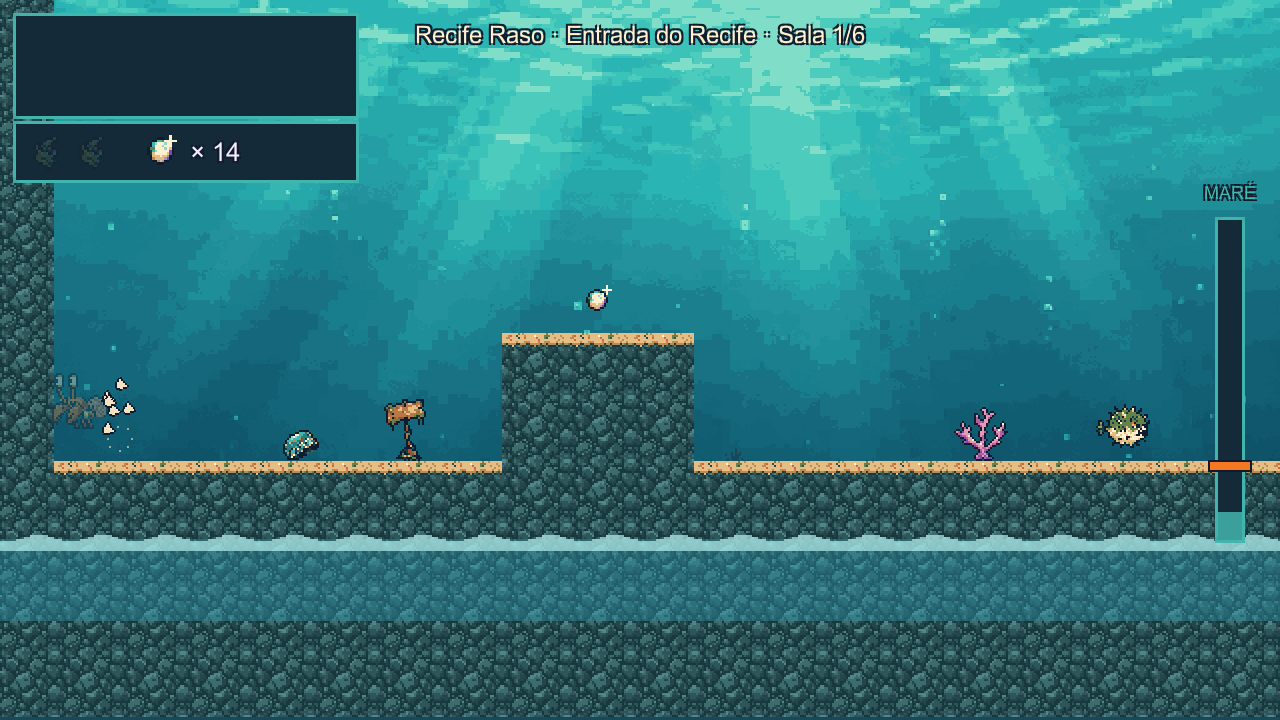 Recife Raso · Entrada do Recife · Sala 1/6
× 14
MARÉ